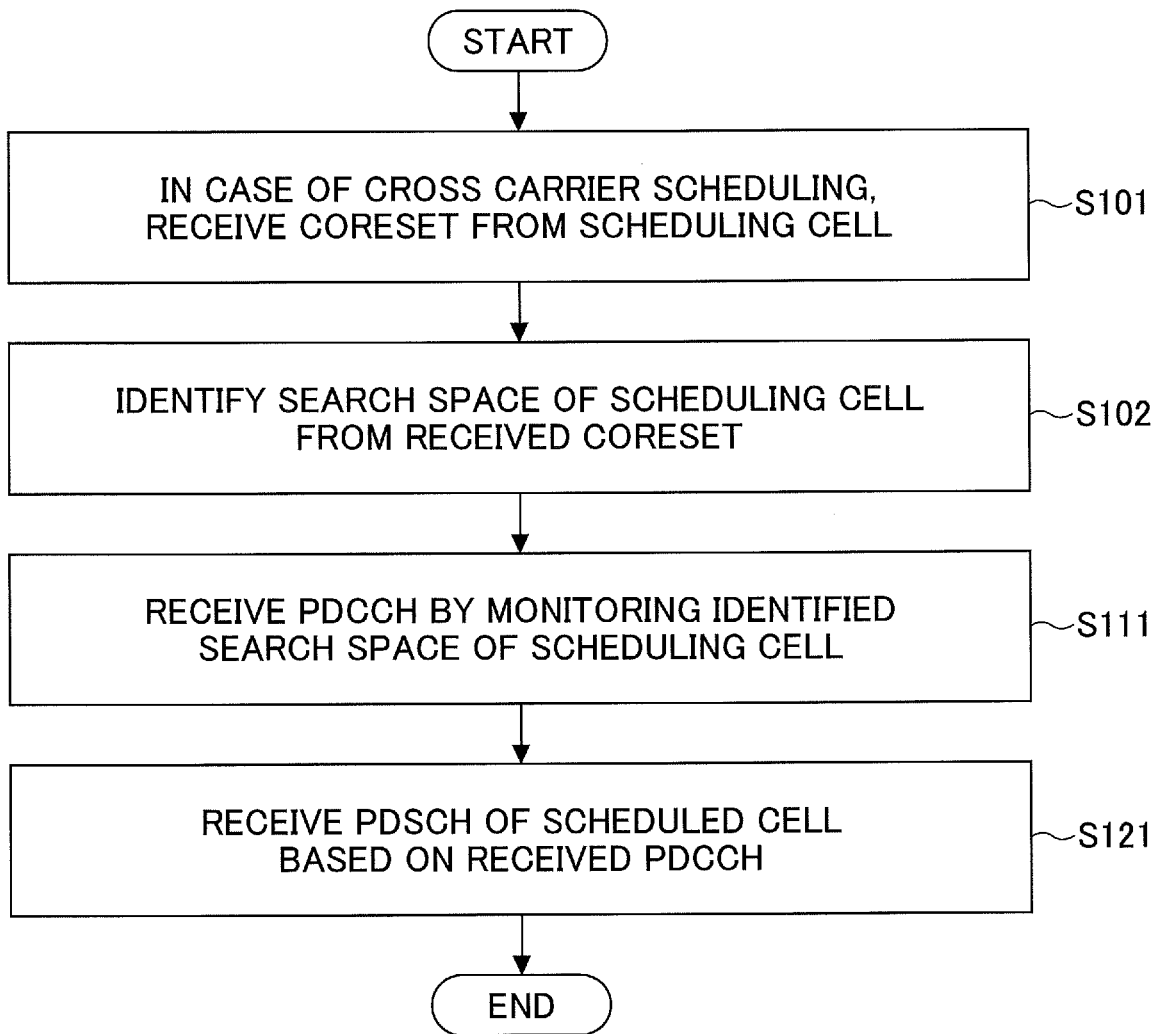 START
IN CASE OF CROSS CARRIER SCHEDULING,
RECEIVE CORESET FROM SCHEDULING CELL
S101
IDENTIFY SEARCH SPACE OF SCHEDULING CELL
FROM RECEIVED CORESET
S102
RECEIVE PDCCH BY MONITORING IDENTIFIED
SEARCH SPACE OF SCHEDULING CELL
S111
RECEIVE PDSCH OF SCHEDULED CELL
BASED ON RECEIVED PDCCH
S121
END